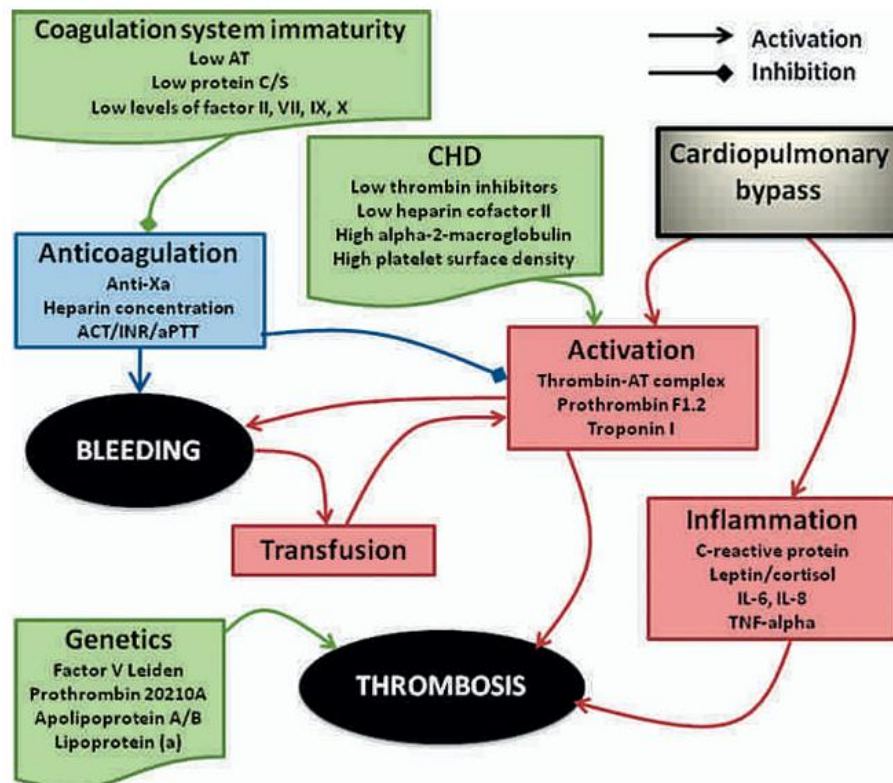 Coagulation system immaturity
Low AT
Low protein C/S
Low levels of factor II, VII, IX, X
Activation
Inhibition
CHD
Low thrombin inhibitors
Low heparin cofactor II
High alpha-2-macroglobulin
High platelet surface density
Cardiopulmonary
bypass
Anticoagulation
Anti-Xa
Heparin concentration
ACT/INR/aPTT
Activation
Thrombin-AT complex
Prothrombin F1.2
Troponin I
BLEEDING
Transfusion
Inflammation
C-reactive protein
Leptin/cortisol
IL-6, IL-8
TNF-alpha
Genetics
Factor V Leiden
Prothrombin 20210A
Apolipoprotein A/B
Lipoprotein (a)
THROMBOSIS